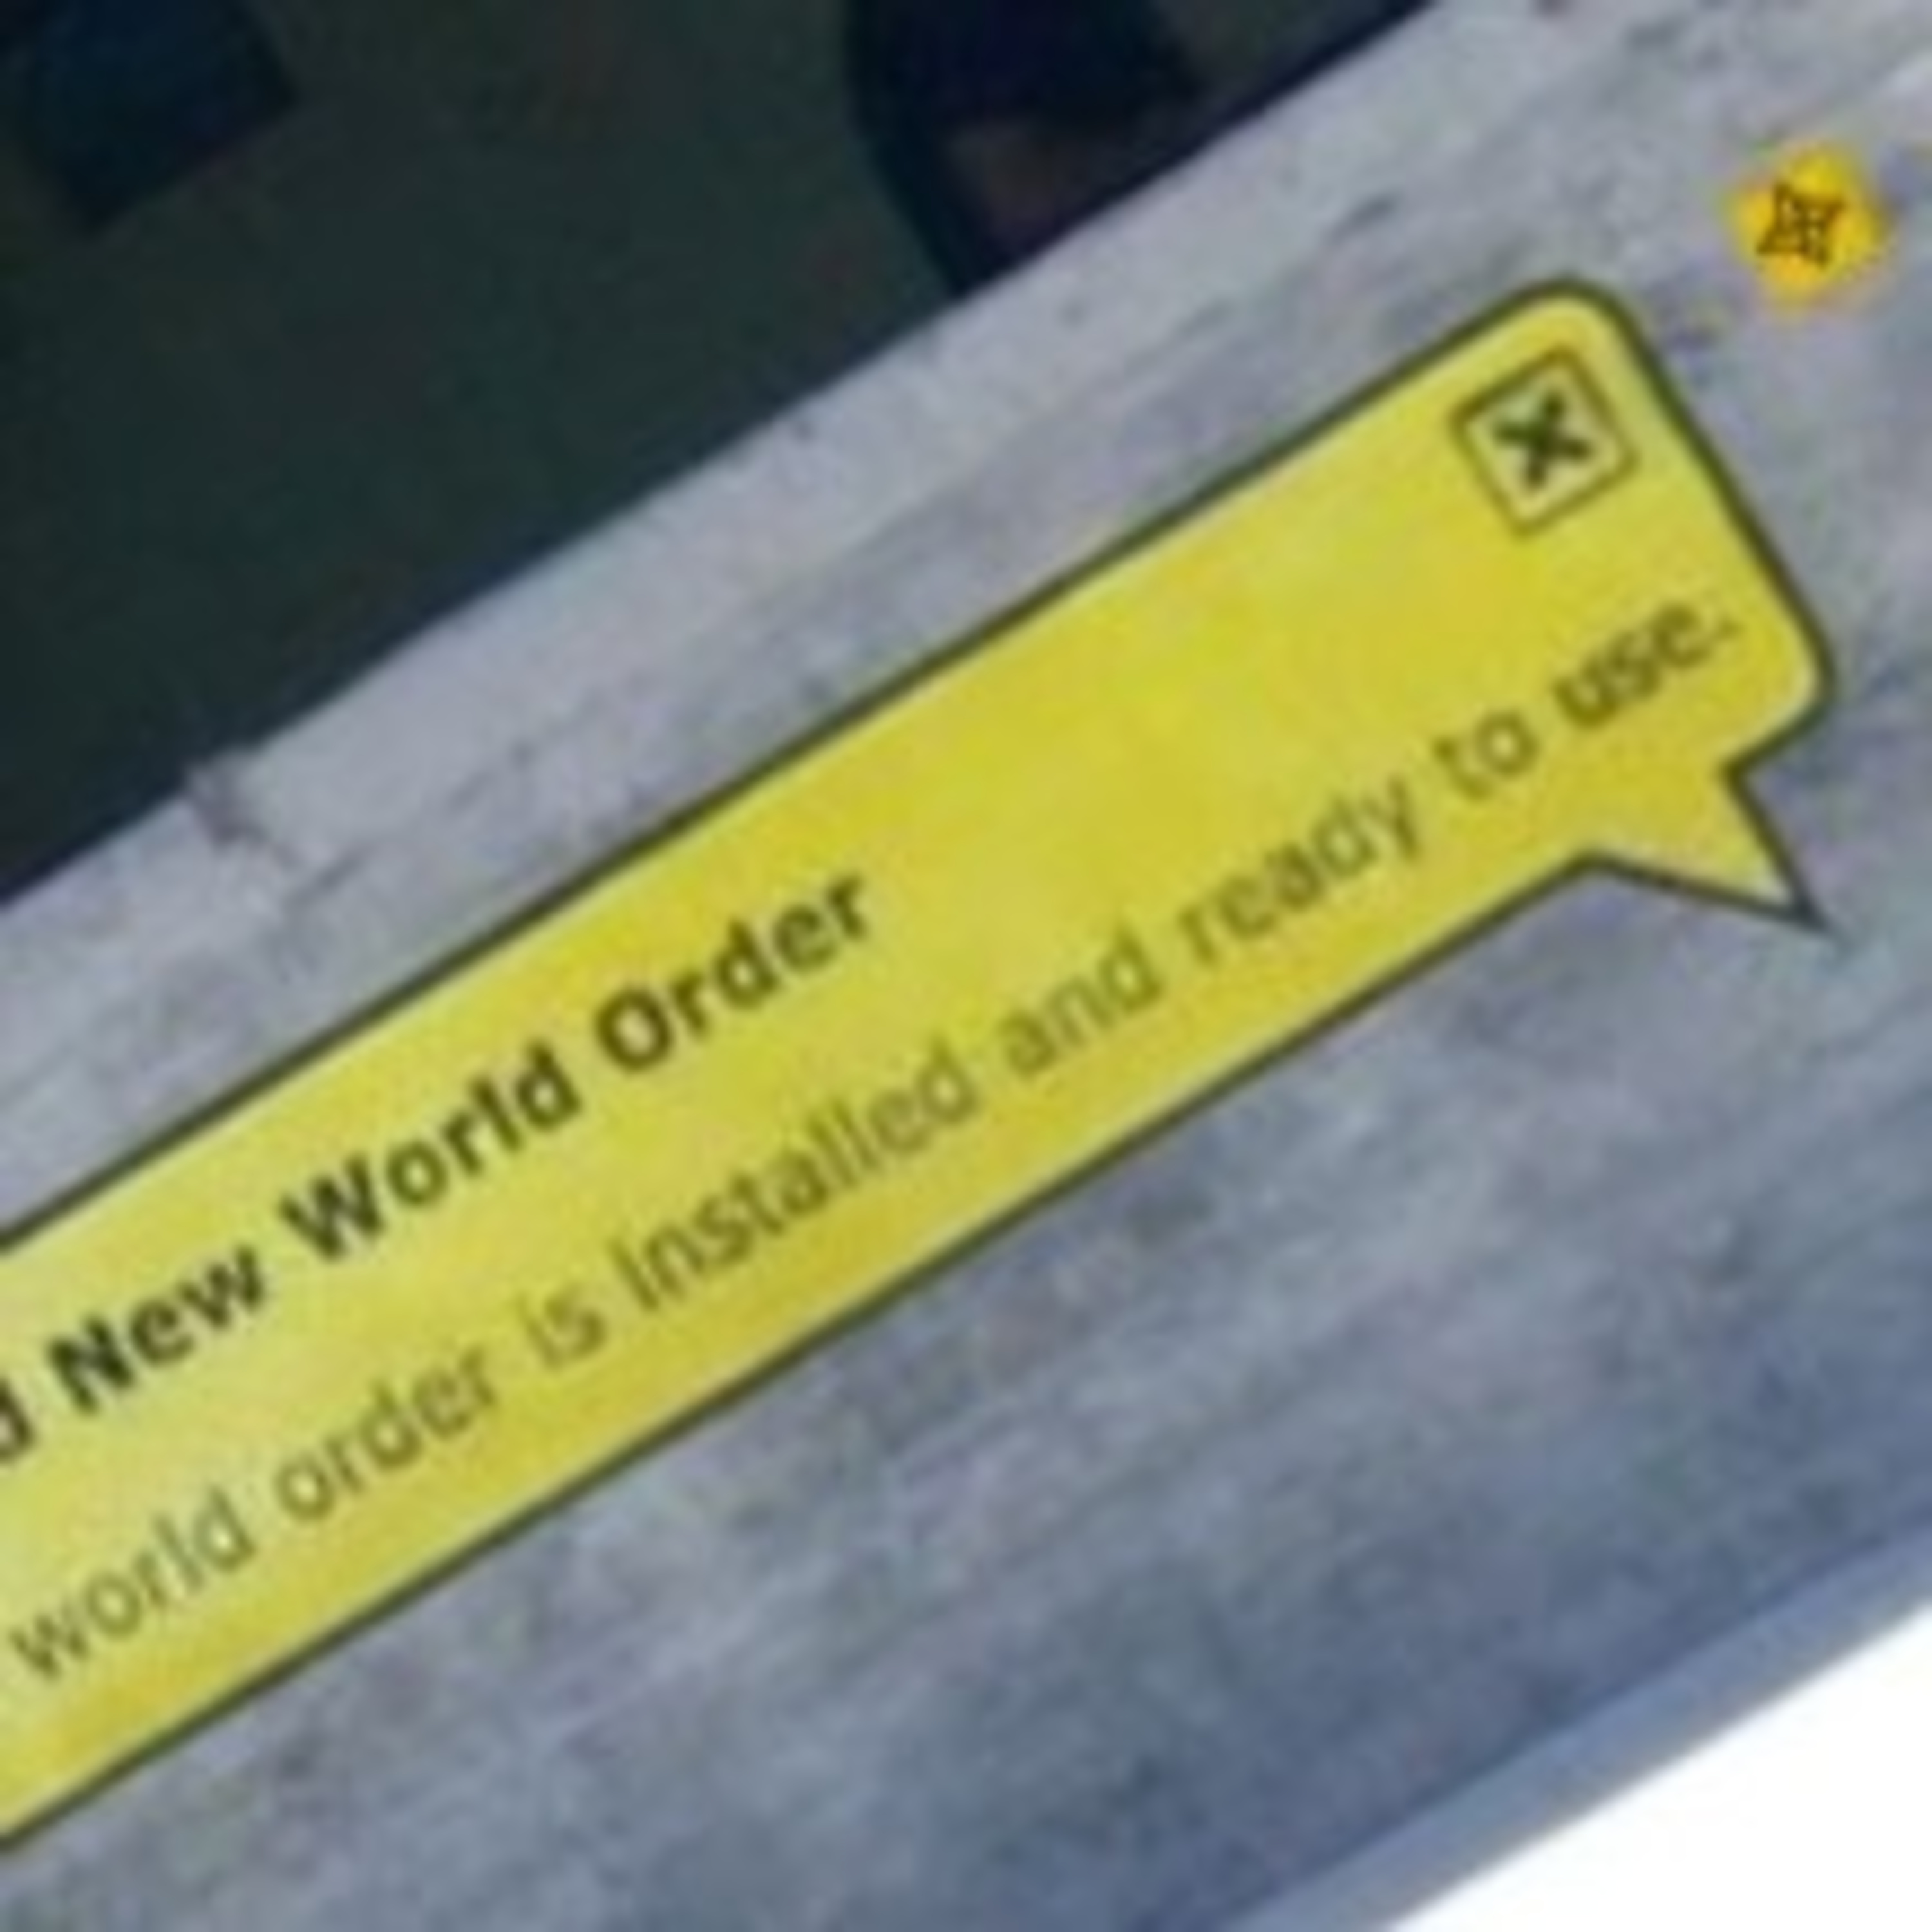 New World Order
world order is installed and ready to use.